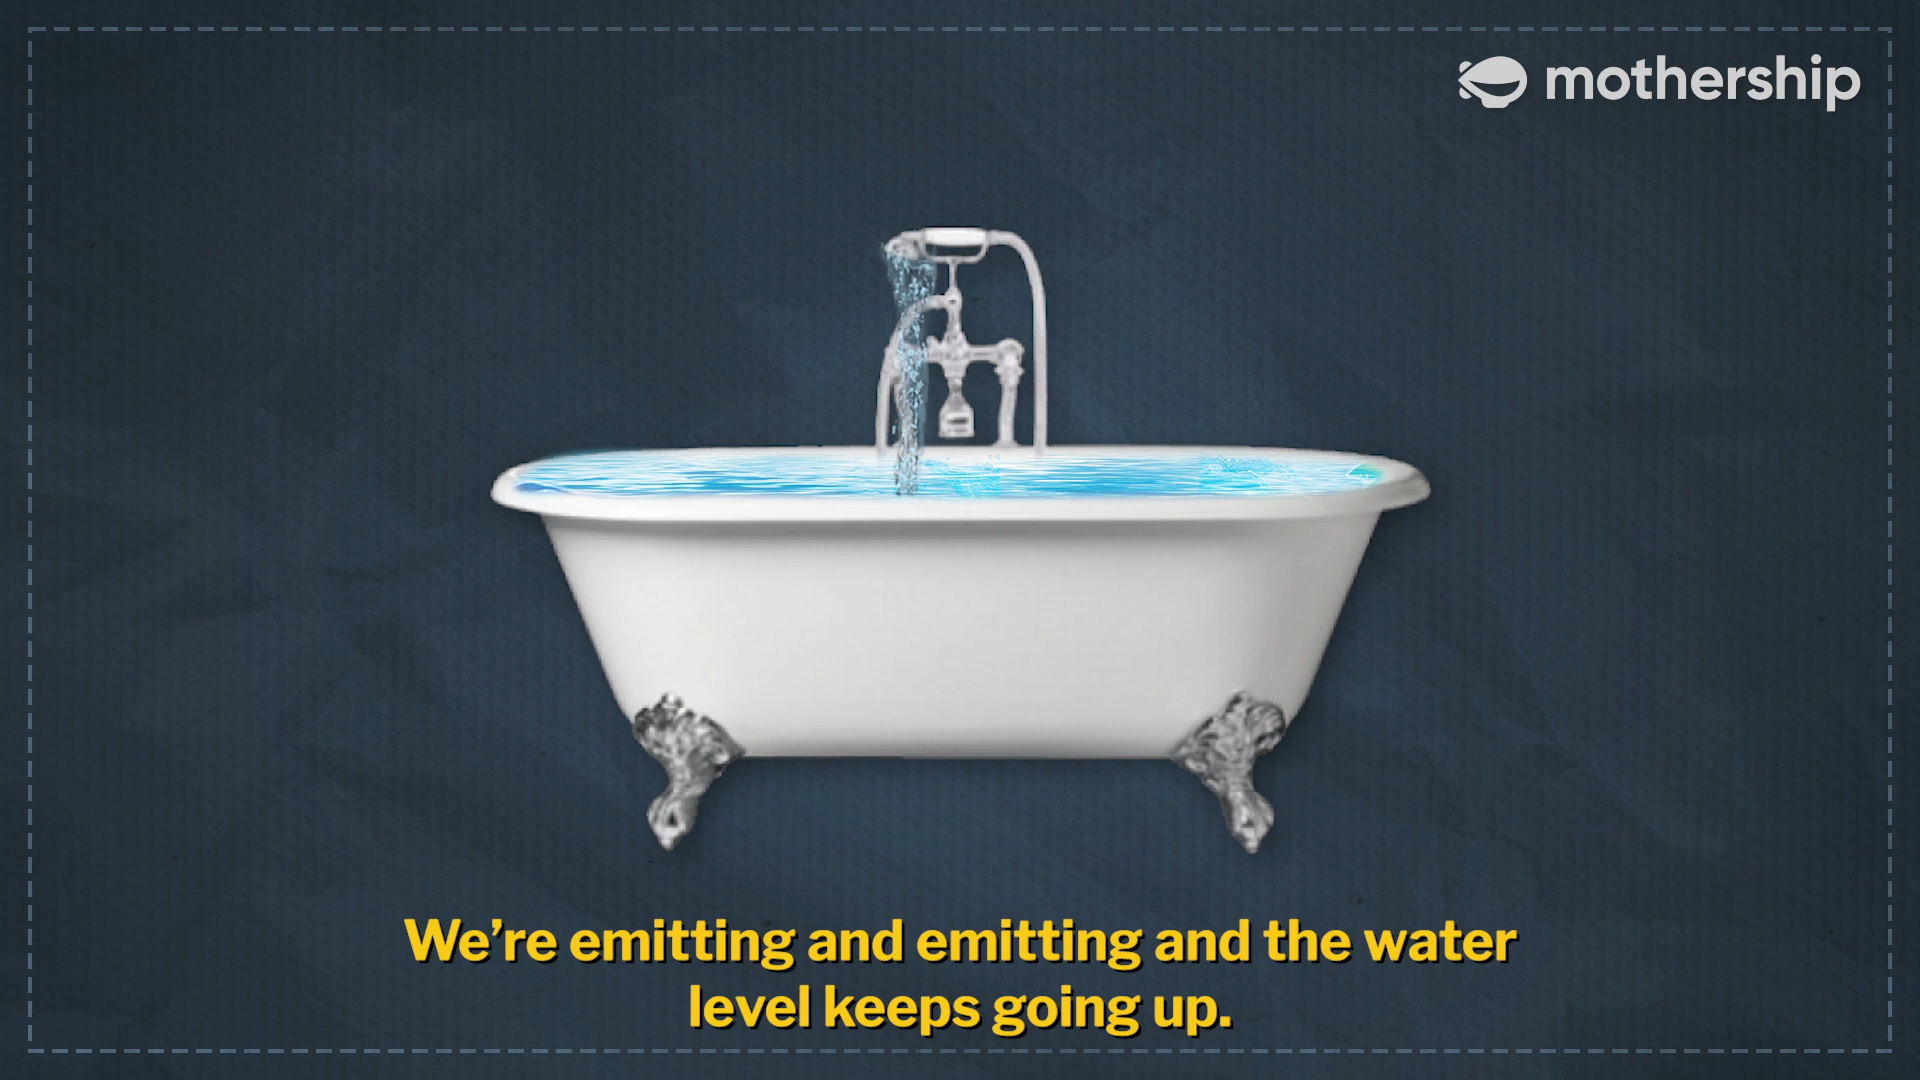 mothership
We're emitting and emitting and the water
level keeps going up.